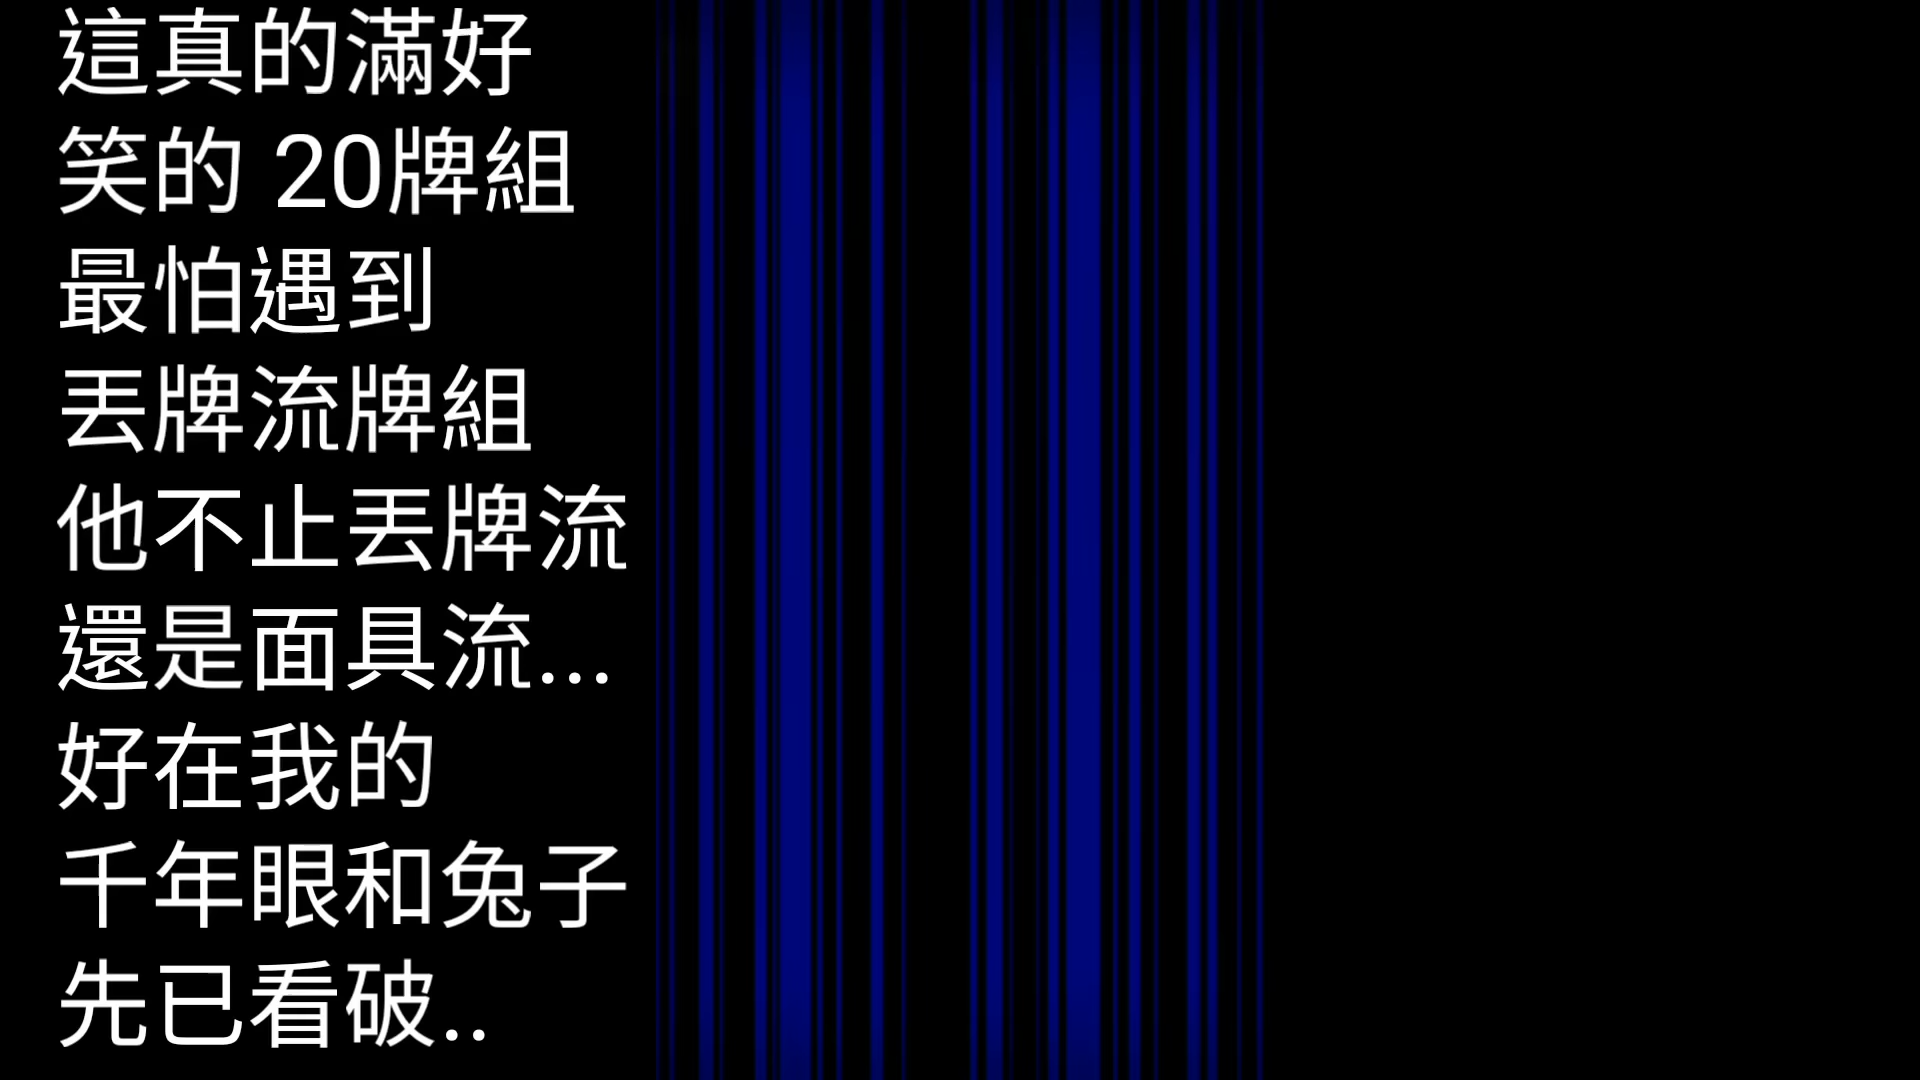 這真的滿好
笑的 20牌組
最怕遇到
丟牌流牌組
他不止丟牌流
還是面具流...
好在我的
千年眼和兔子
先已看破..